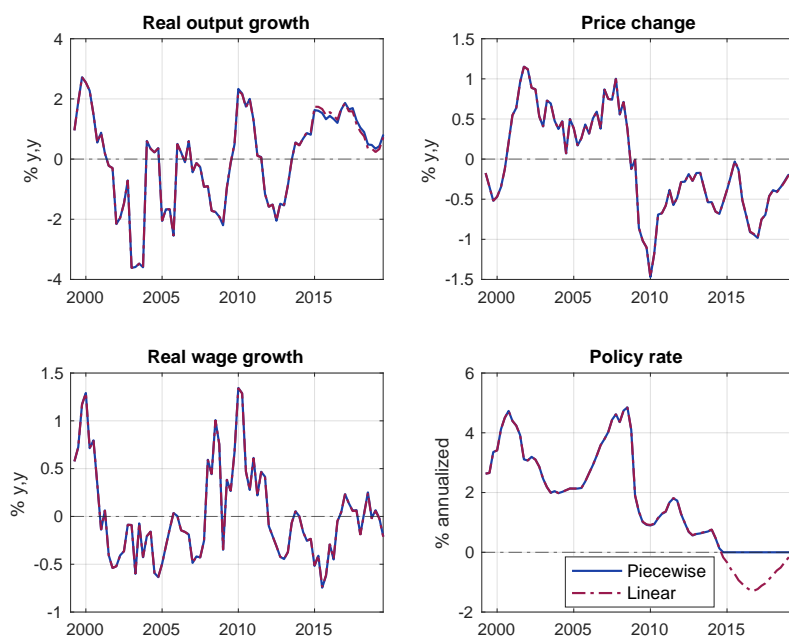 Real output growth
4
2
0
-2
-4
% y,y
2000 2005 2010 2015
Price change
1.5
1
0.5
0
-0.5
-1
-1.5
% y,y
2000 2005 2010 2015
Real wage growth
1.5
1
0.5
0
-0.5
-1
% y,y
2000 2005 2010 2015
Policy rate
6
4
2
0
-2
% annualized
Piecewise
Linear
2000 2005 2010 2015